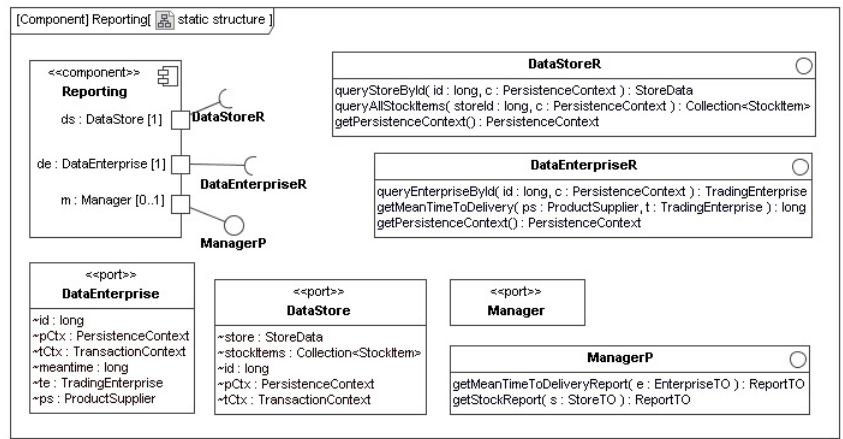 [Component] Reporting[ static structure ]
<<component>>
Reporting
ds : DataStore [1]
DataStoreR
de : DataEnterprise [1]
DataEnterpriseR
m : Manager [0..1]
ManagerP
DataStoreR
queryStoreById( id : long, c : PersistenceContext ) : StoreData
queryAllStockItems( storeId : long, c : PersistenceContext ) : Collection<StockItem>
getPersistenceContext() : PersistenceContext
DataEnterpriseR
queryEnterpriseById( id : long, c : PersistenceContext ) : TradingEnterprise
getMeanTimeToDelivery( ps : ProductSupplier, t : TradingEnterprise ) : long
getPersistenceContext() : PersistenceContext
<<port>>
DataEnterprise
~id : long
~pCtx : PersistenceContext
~tCtx : TransactionContext
~meantime : long
~te : TradingEnterprise
~ps : ProductSupplier
<<port>>
DataStore
~store : StoreData
~stockItems : Collection<StockItem>
~id : long
~pCtx : PersistenceContext
~tCtx : TransactionContext
<<port>>
Manager
ManagerP
getMeanTimeToDeliveryReport( e : EnterpriseTO ) : ReportTO
getStockReport( s : StoreTO ) : ReportTO